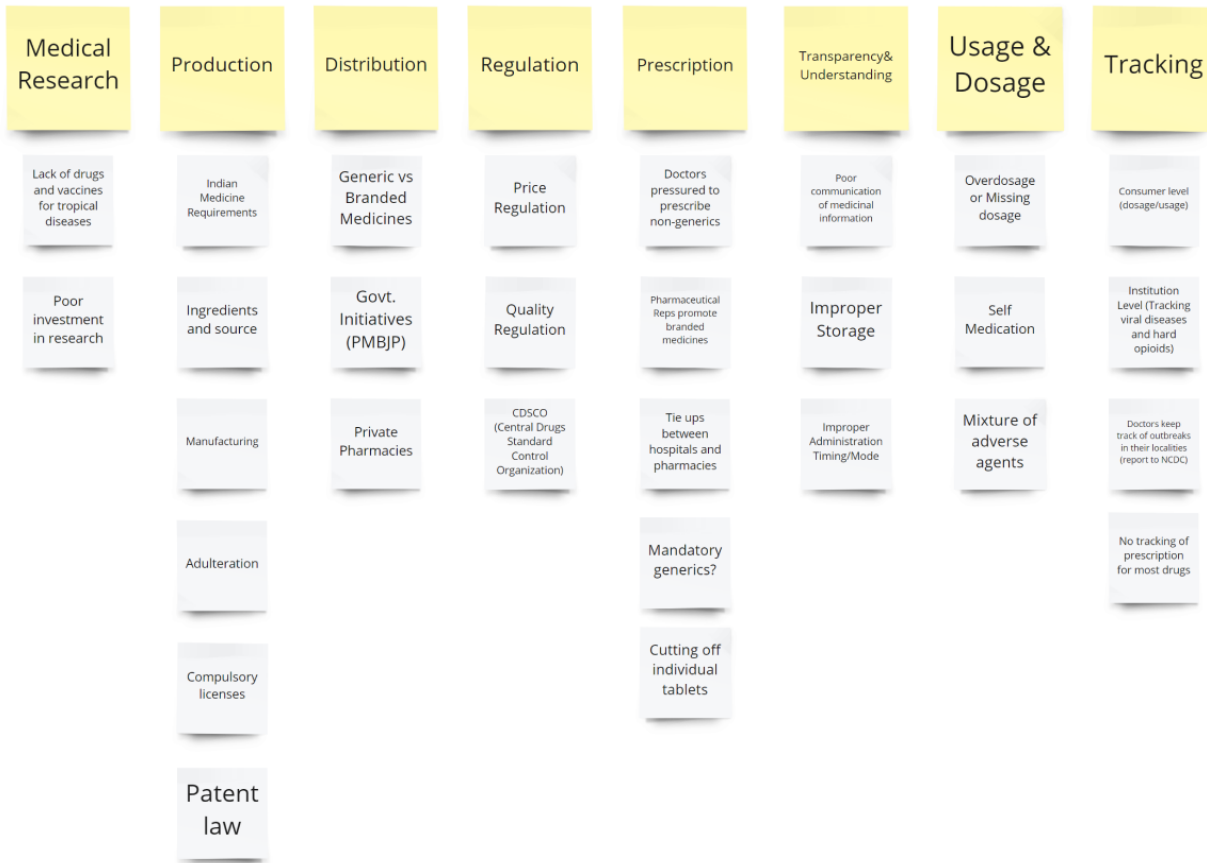 Medical
Research
Production
Distribution
Regulation
Prescription
Transparency&
Understanding
Usage &
Dosage
Tracking
Lack of drugs
and vaccines
for tropical
diseases
Indian
Medicine
Requirements
Generic vs
Branded
Medicines
Price
Regulation
Doctors
pressured to
prescribe
non-generics
Poor
communication
of medicinal
information
Overdosage
or Missing
dosage
Consumer level
(dosage/usage)
Poor
investment
in research
Ingredients
and source
Govt.
Initiatives
(PMBJP)
Quality
Regulation
Pharmaceutical
Reps promote
branded
medicines
Improper
Storage
Self
Medication
Institution
Level (Tracking
viral diseases
and hard
opioids)
Manufacturing
Private
Pharmacies
CDSCO
(Central Drugs
Standard
Control
Organization)
Tie ups
between
hospitals and
pharmacies
Improper
Administration
Timing/Mode
Mixture of
adverse
agents
Doctors keep
track of outbreaks
in their localities
(report to NCDC)
Adulteration
Mandatory
generics?
No tracking of
prescription
for most drugs
Compulsory
licenses
Cutting off
individual
tablets
Patent
law